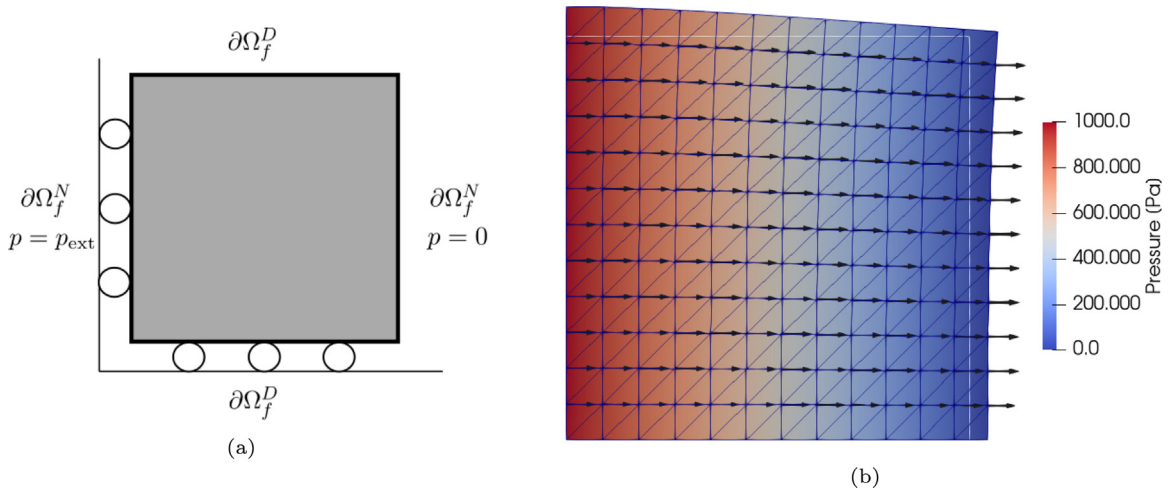 ∂Ω_f^D
∂Ω_f^N
p = p_ext
∂Ω_f^N
p = 0
∂Ω_f^D
(a)
1000.0
800.000
600.000
400.000
200.000
0.0
Pressure (Pa)
(b)